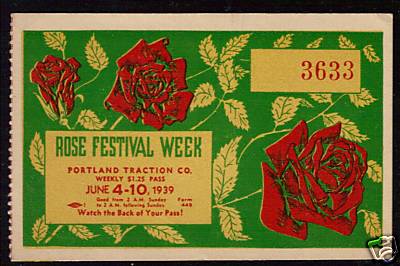 3633
ROSE FESTIVAL WEEK
PORTLAND TRACTION CO.
WEEKLY $1.25 PASS
JUNE 4-10, 1939
Good from 2 A.M. Sunday Form
to 2 A.M. following Sunday 448
Watch the Back of Your Pass!